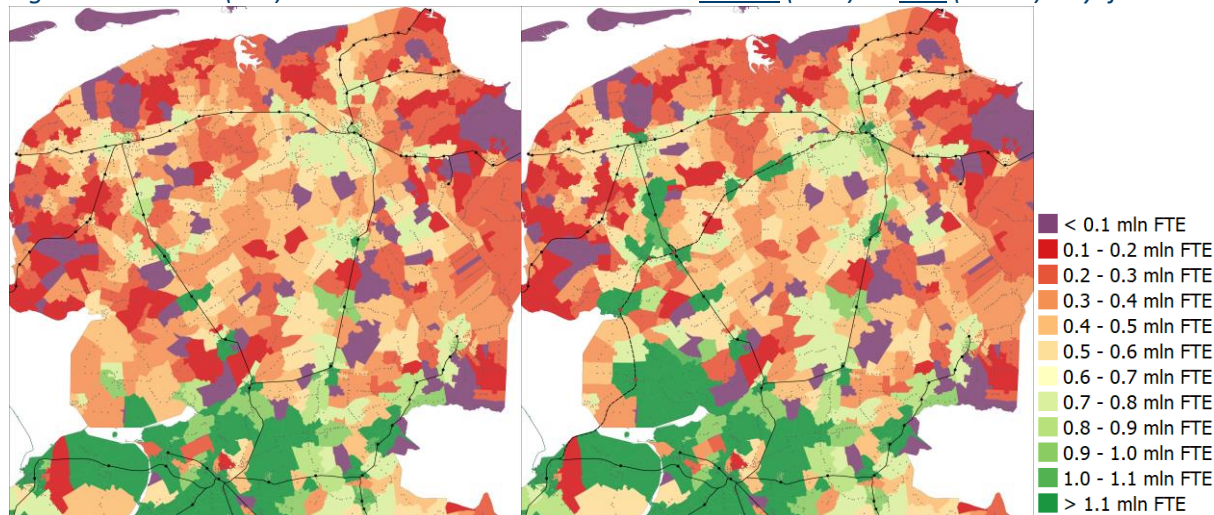 < 0.1 mln FTE
0.1 - 0.2 mln FTE
0.2 - 0.3 mln FTE
0.3 - 0.4 mln FTE
0.4 - 0.5 mln FTE
0.5 - 0.6 mln FTE
0.6 - 0.7 mln FTE
0.7 - 0.8 mln FTE
0.8 - 0.9 mln FTE
0.9 - 1.0 mln FTE
1.0 - 1.1 mln FTE
> 1.1 mln FTE